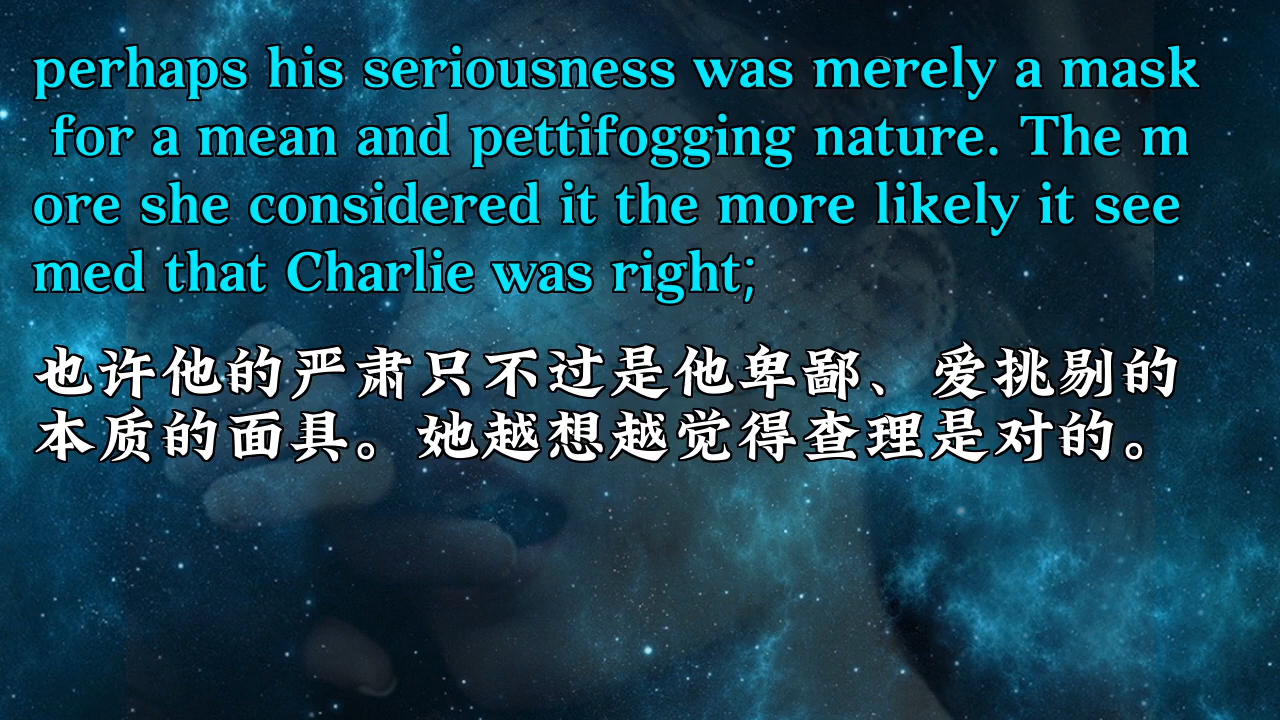 perhaps his seriousness was merely a mask
for a mean and pettifogging nature. The m
ore she considered it the more likely it see
med that Charlie was right;
也许他的严肃只不过是他卑鄙、爱挑剔的
本质的面具。她越想越觉得查理是对的。